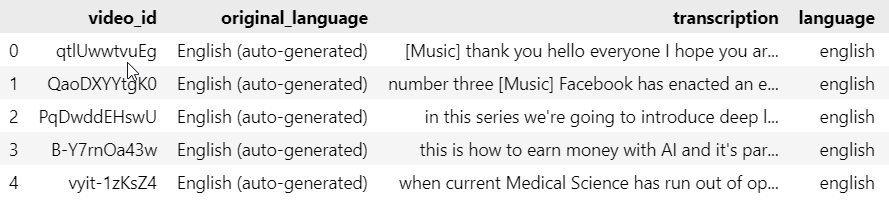 video_id original_language transcription language
0 qtlUwwtvuEg English (auto-generated) [Music] thank you hello everyone I hope you ar... english
1 QaoDXYYtgK0 English (auto-generated) number three [Music] Facebook has enacted an e... english
2 PqDwddEHswU English (auto-generated) in this series we're going to introduce deep l... english
3 B-Y7rnOa43w English (auto-generated) this is how to earn money with AI and it's par... english
4 vyit-1zKsZ4 English (auto-generated) when current Medical Science has run out of op... english